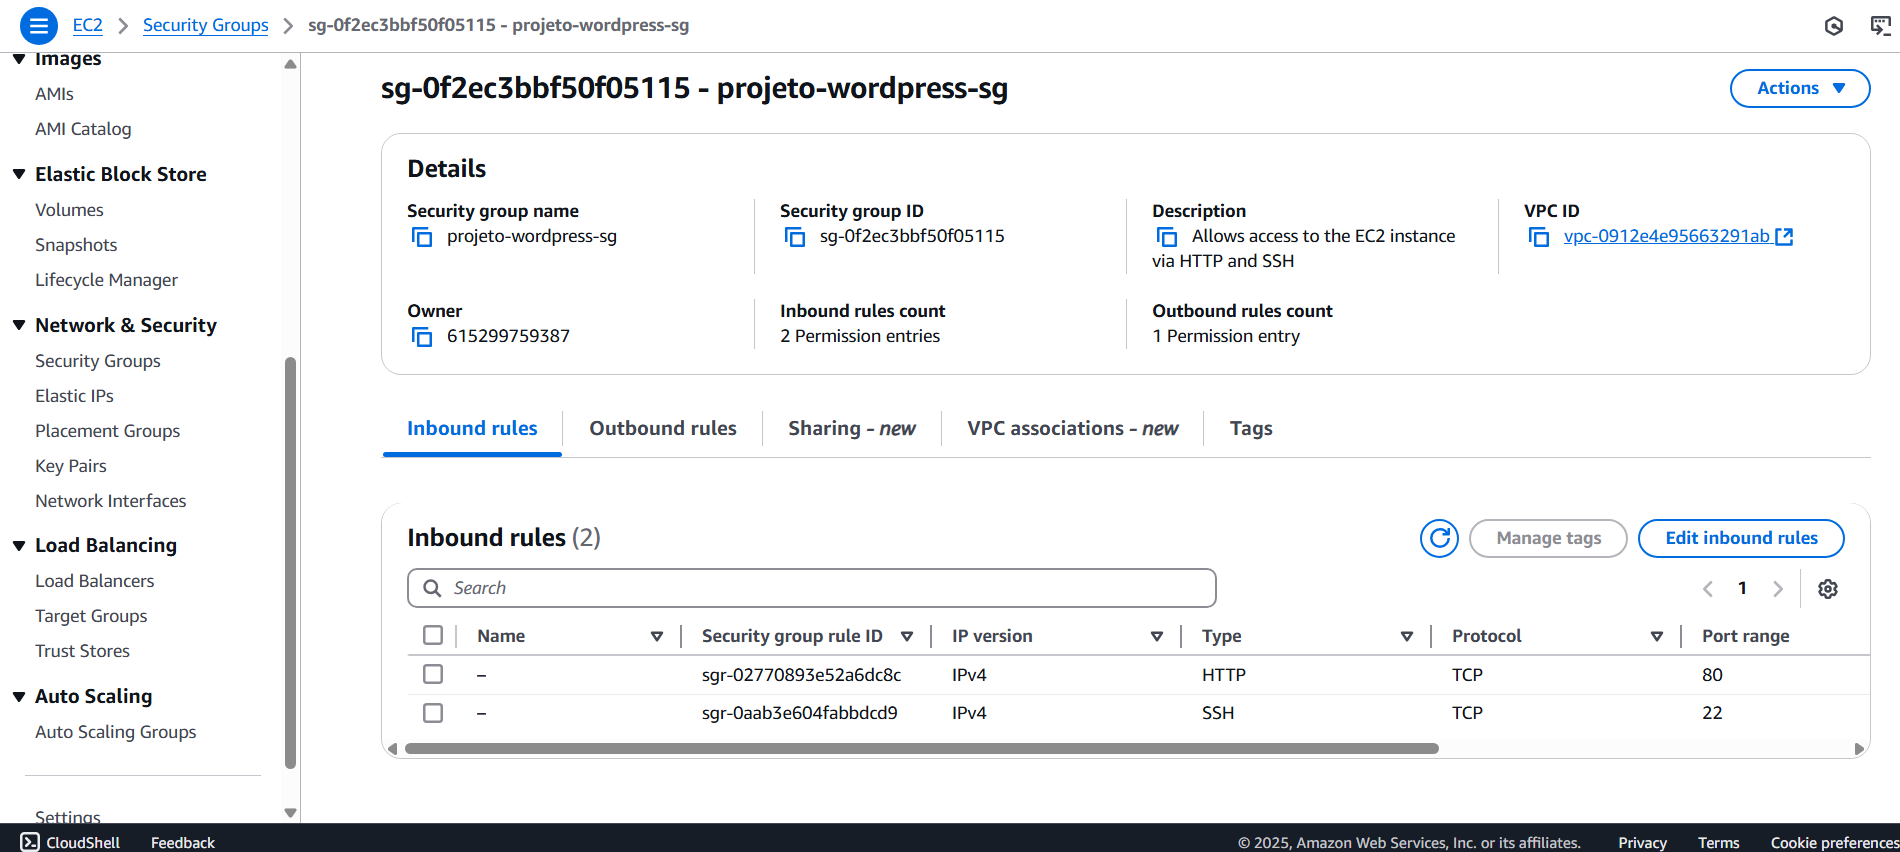 EC2 > Security Groups > sg-0f2ec3bbf50f05115 - projeto-wordpress-sg
Images
AMIs
AMI Catalog
Elastic Block Store
Volumes
Snapshots
Lifecycle Manager
Network & Security
Security Groups
Elastic IPs
Placement Groups
Key Pairs
Network Interfaces
Load Balancing
Load Balancers
Target Groups
Trust Stores
Auto Scaling
Auto Scaling Groups
Settings
sg-0f2ec3bbf50f05115 - projeto-wordpress-sg
Actions
Details
Security group name
projeto-wordpress-sg
Security group ID
sg-0f2ec3bbf50f05115
Description
Allows access to the EC2 instance
via HTTP and SSH
VPC ID
vpc-0912e4e95663291ab
Owner
615299759387
Inbound rules count
2 Permission entries
Outbound rules count
1 Permission entry
Inbound rules
Outbound rules
Sharing - new
VPC associations - new
Tags
Inbound rules (2)
Manage tags
Edit inbound rules
Search
1
Name Security group rule ID IP version Type Protocol Port range
– sgr-02770893e52a6dc8c IPv4 HTTP TCP 80
– sgr-0aab3e604fabbdcd9 IPv4 SSH TCP 22
CloudShell Feedback © 2025, Amazon Web Services, Inc. or its affiliates. Privacy Terms Cookie preferences